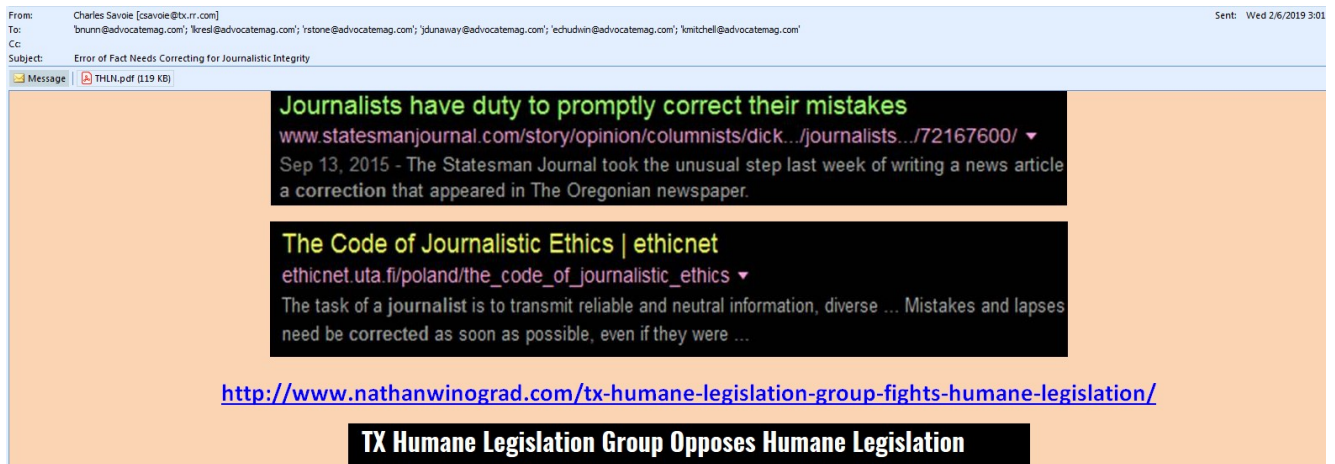 From: Charles Savoie [csavoie@tx.rr.com] Sent: Wed 2/6/2019 3:01
To: 'bnunn@advocatemag.com'; 'lkresl@advocatemag.com'; 'rstone@advocatemag.com'; 'jdunaway@advocatemag.com'; 'echudwin@advocatemag.com'; 'kmitchell@advocatemag.com'
Cc:
Subject: Error of Fact Needs Correcting for Journalistic Integrity
Message THLN.pdf (119 KB)
Journalists have duty to promptly correct their mistakes
www.statesmanjournal.com/story/opinion/columnists/dick.../journalists.../72167600/
Sep 13, 2015 - The Statesman Journal took the unusual step last week of writing a news article
a correction that appeared in The Oregonian newspaper.
The Code of Journalistic Ethics | ethicnet
ethicnet.uta.fi/poland/the_code_of_journalistic_ethics
The task of a journalist is to transmit reliable and neutral information, diverse ... Mistakes and lapses
need be corrected as soon as possible, even if they were ...
http://www.nathanwinograd.com/tx-humane-legislation-group-fights-humane-legislation/
TX Humane Legislation Group Opposes Humane Legislation